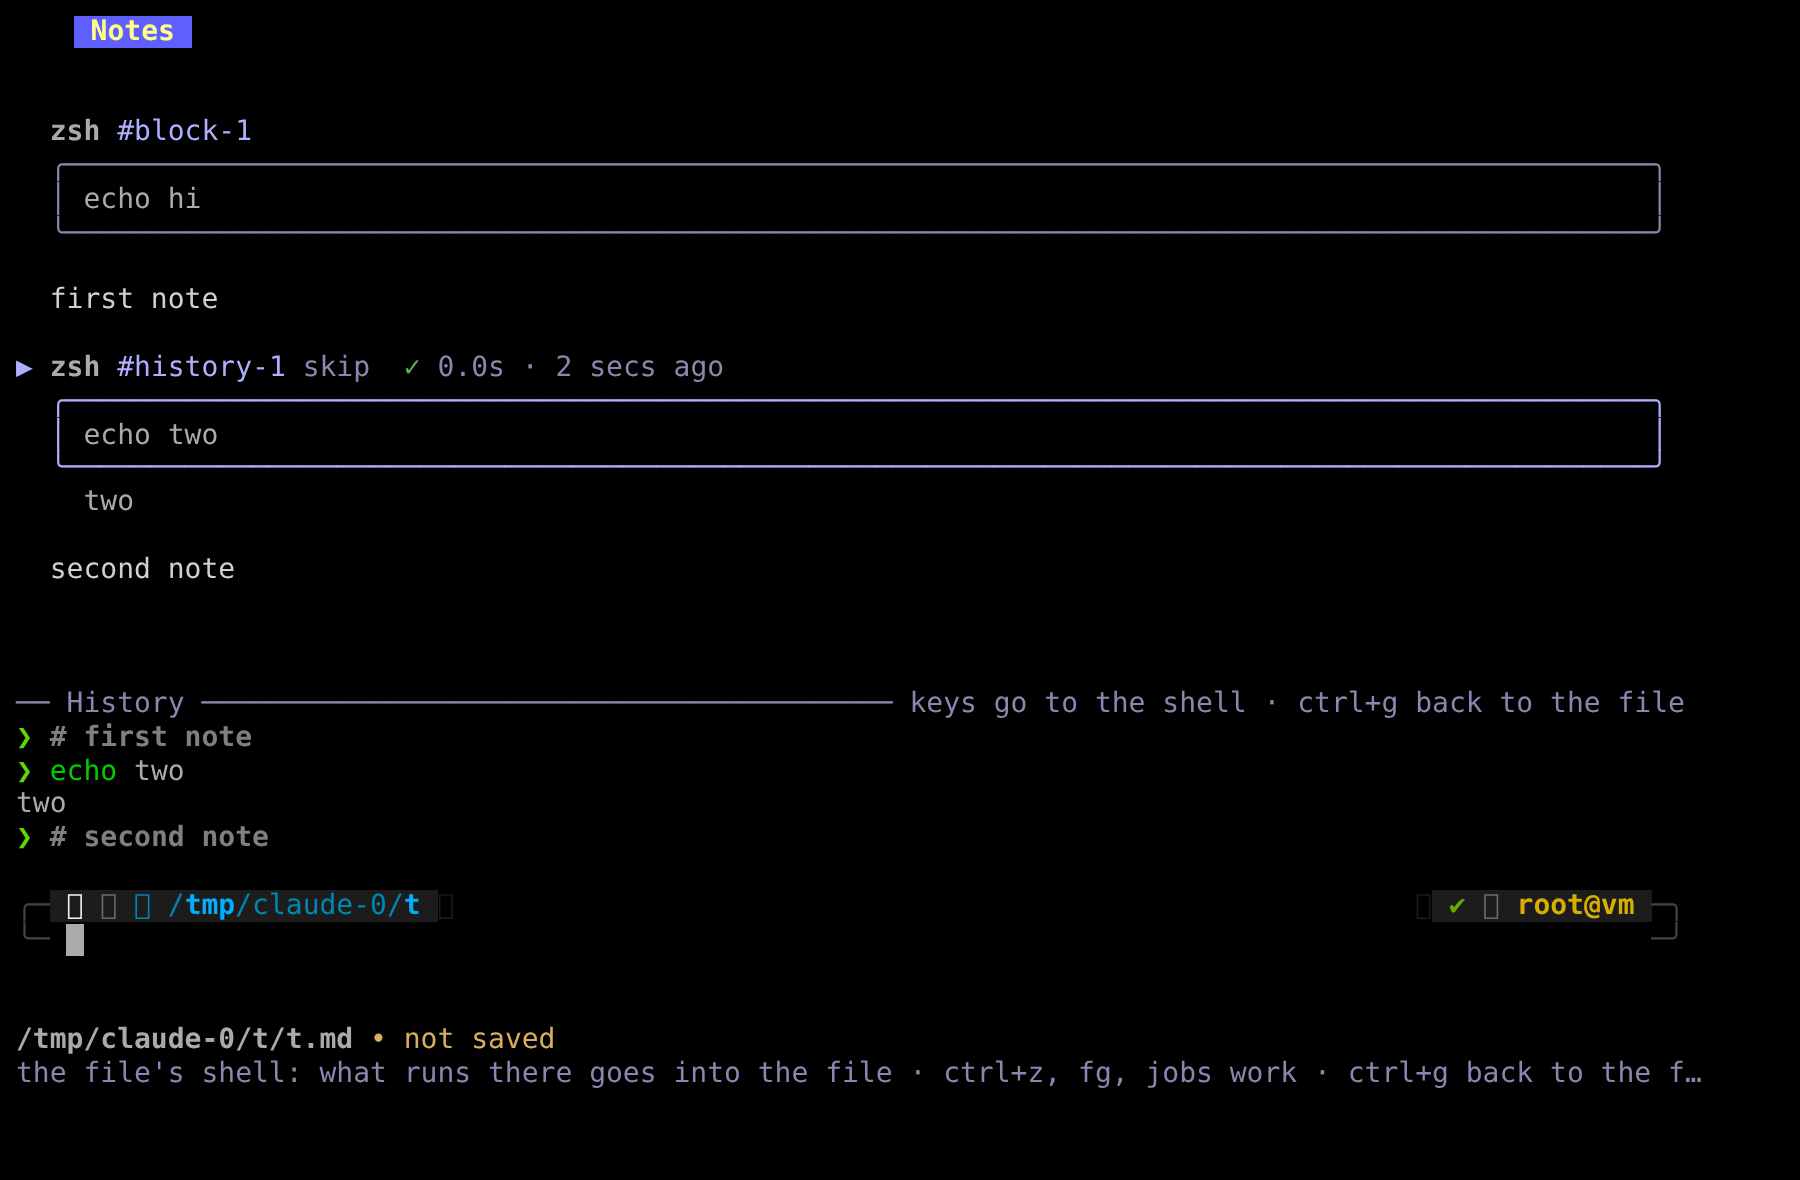 Notes
zsh #block-1
echo hi
first note
▶ zsh #history-1 skip ✓ 0.0s · 2 secs ago
echo two
two
second note
── History ── keys go to the shell · ctrl+g back to the file
❯ # first note
❯ echo two
two
❯ # second note
/tmp/claude-0/t ✔ root@vm
/tmp/claude-0/t/t.md • not saved
the file's shell: what runs there goes into the file · ctrl+z, fg, jobs work · ctrl+g back to the f…